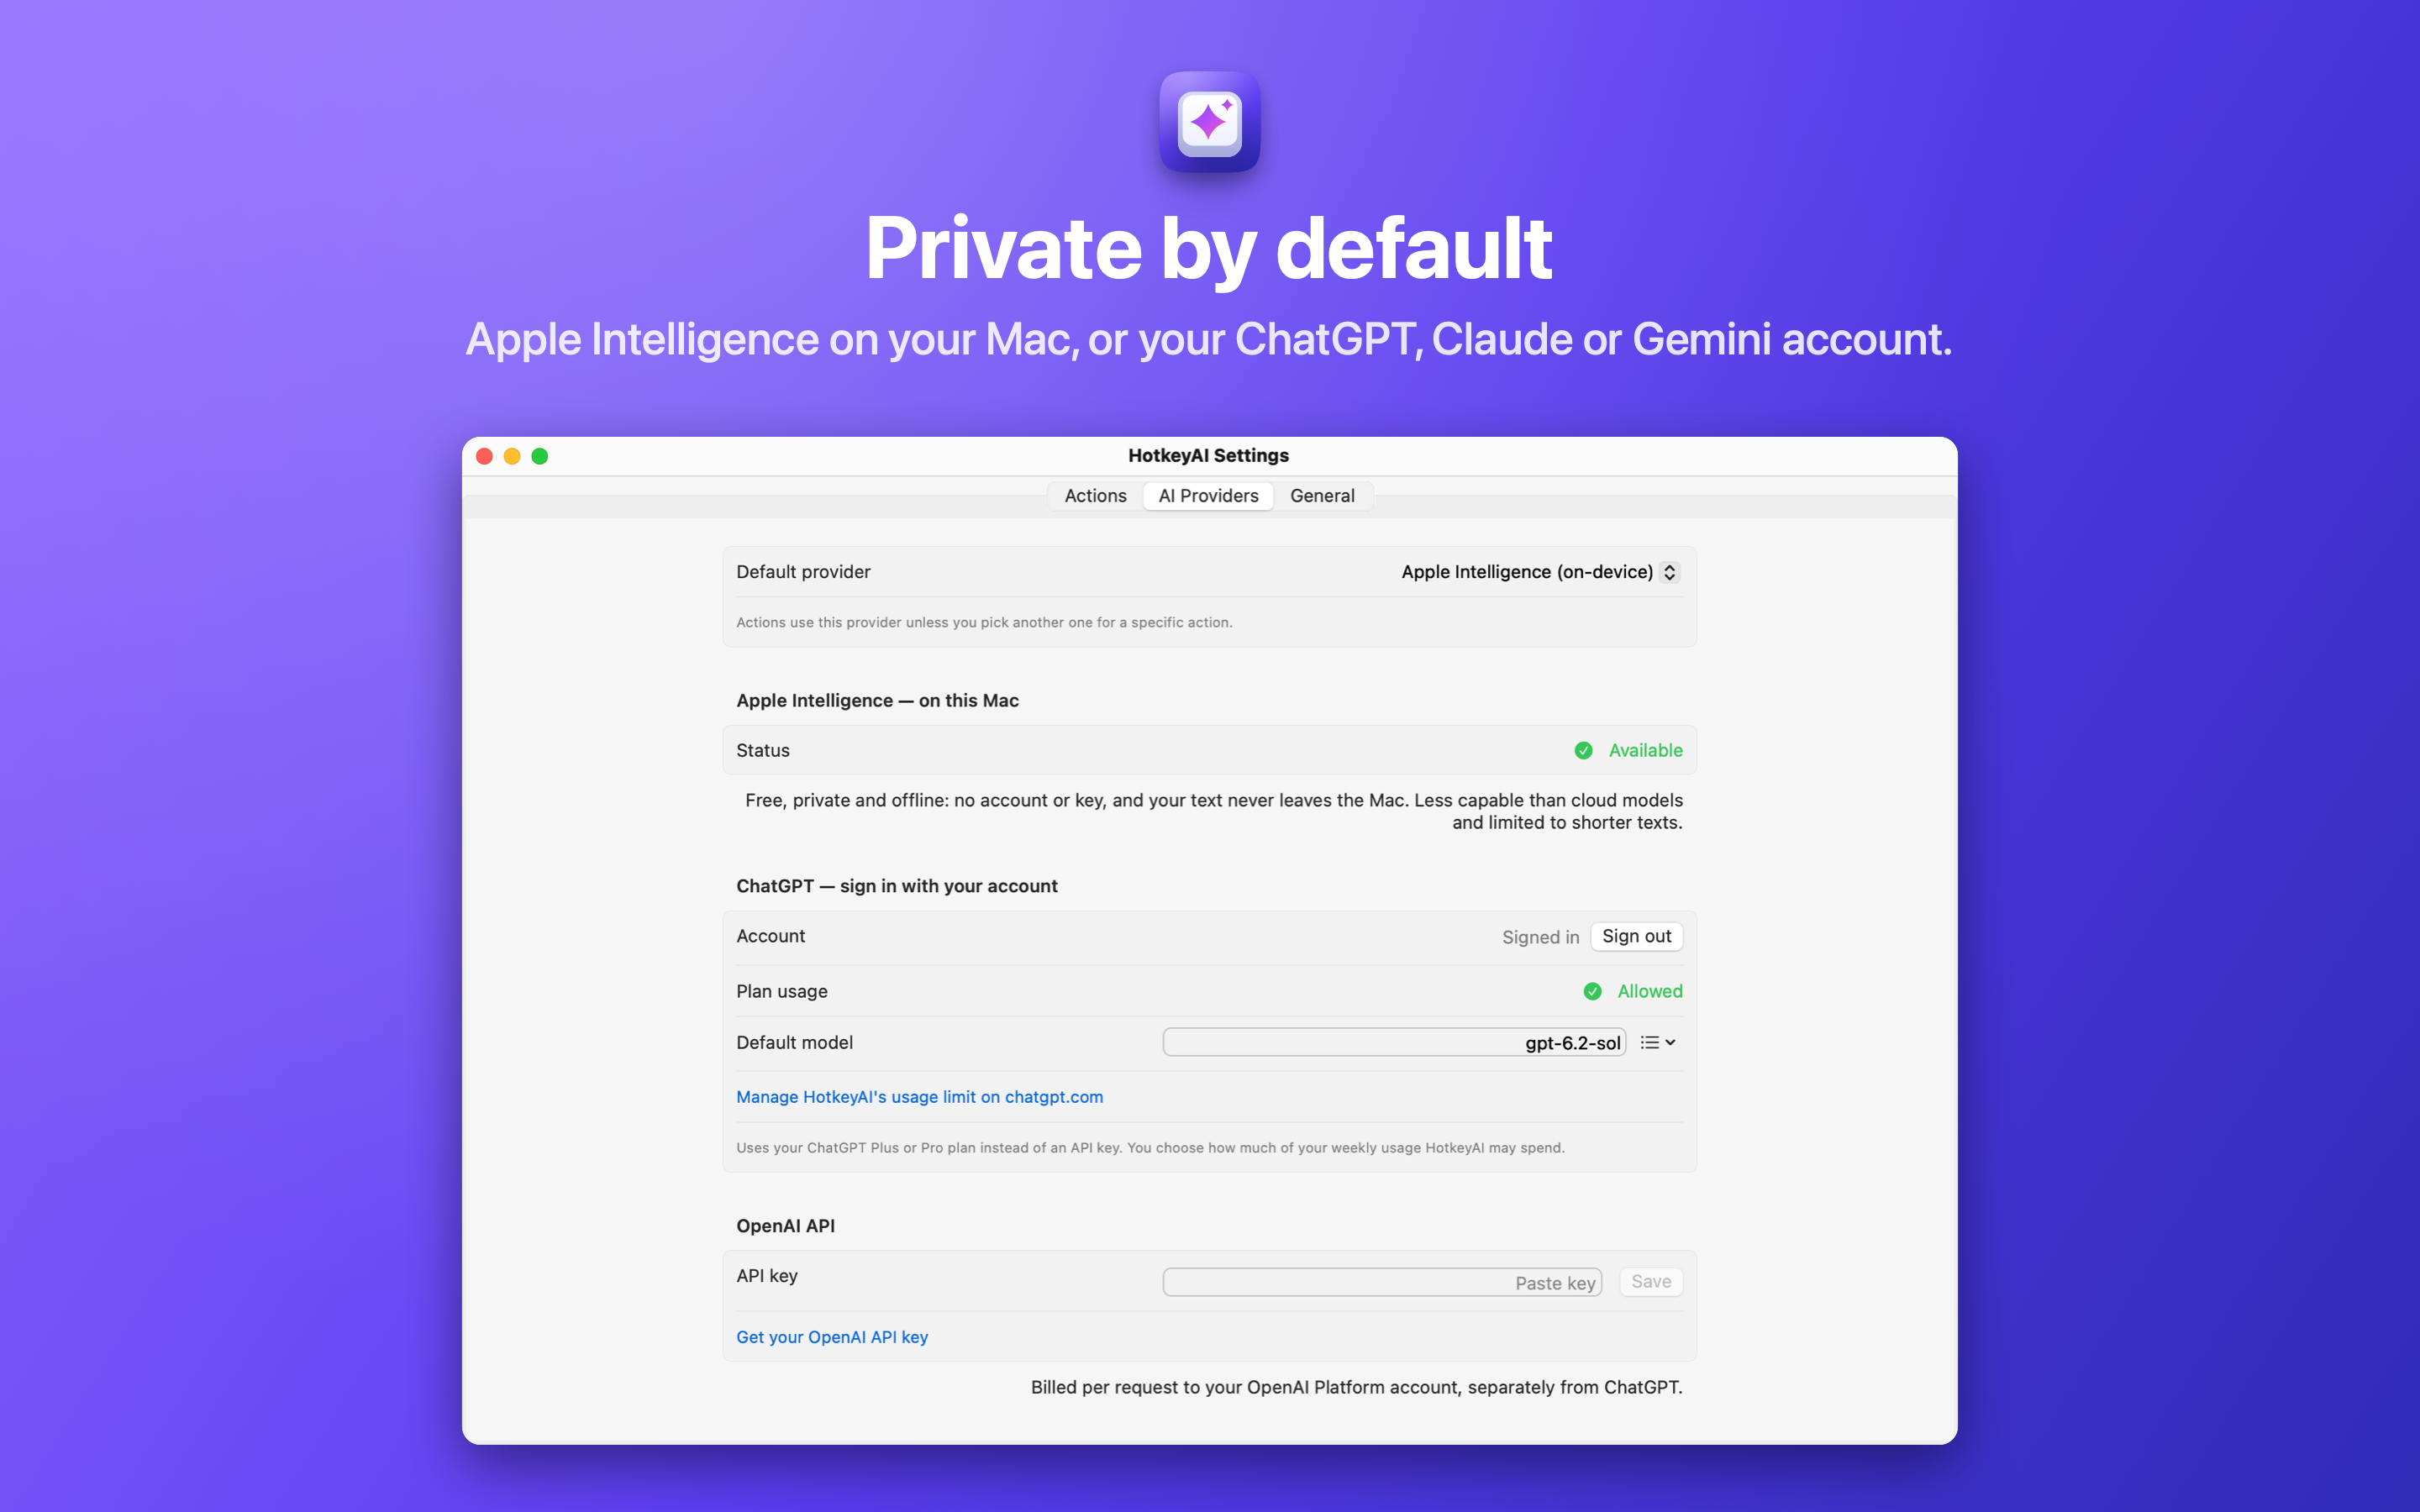 Private by default
Apple Intelligence on your Mac, or your ChatGPT, Claude or Gemini account.
HotkeyAI Settings
Actions AI Providers General
Default provider Apple Intelligence (on-device)
Actions use this provider unless you pick another one for a specific action.
Apple Intelligence — on this Mac
Status Available
Free, private and offline: no account or key, and your text never leaves the Mac. Less capable than cloud models
and limited to shorter texts.
ChatGPT — sign in with your account
Account Signed in Sign out
Plan usage Allowed
Default model gpt-6.2-sol
Manage HotkeyAI's usage limit on chatgpt.com
Uses your ChatGPT Plus or Pro plan instead of an API key. You choose how much of your weekly usage HotkeyAI may spend.
OpenAI API
API key Paste key Save
Get your OpenAI API key
Billed per request to your OpenAI Platform account, separately from ChatGPT.